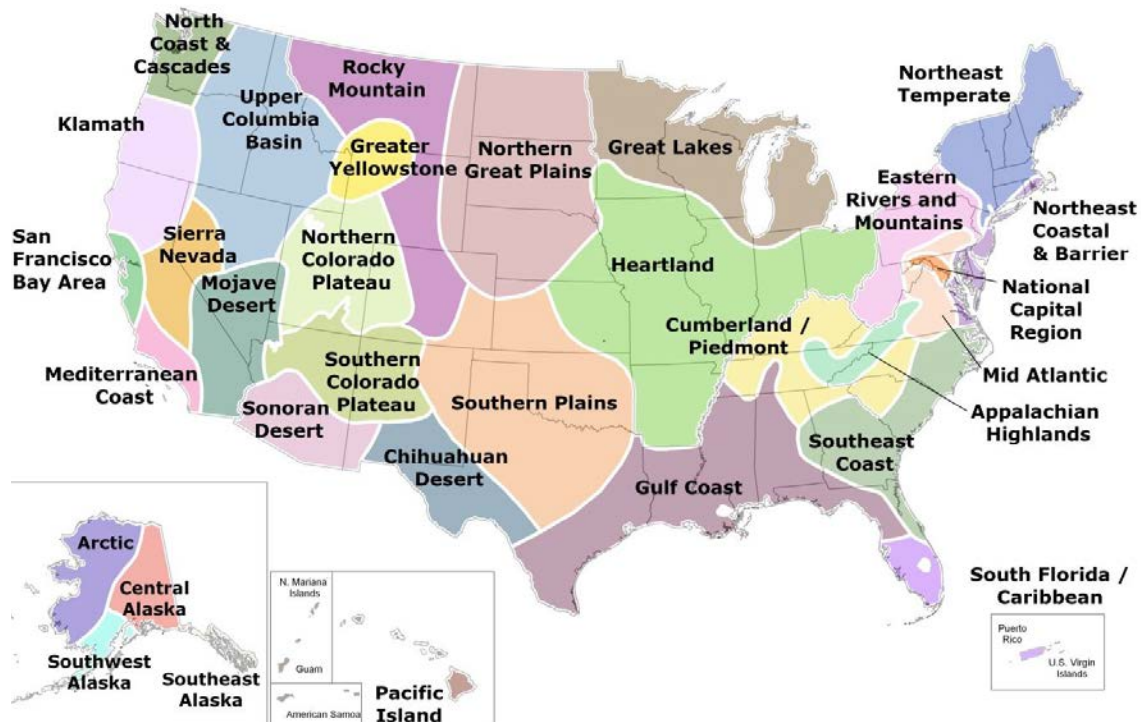 North
Coast &
Cascades
Klamath
Upper
Columbia
Basin
Rocky
Mountain
Greater
Yellowstone
Northern
Great Plains
Great Lakes
Northeast
Temperate
Eastern
Rivers and
Mountains
Northeast
Coastal
& Barrier
San
Francisco
Bay Area
Sierra
Nevada
Mojave
Desert
Northern
Colorado
Plateau
Heartland
National
Capital
Region
Cumberland /
Piedmont
Mid Atlantic
Appalachian
Highlands
Mediterranean
Coast
Southern
Colorado
Plateau
Sonoran
Desert
Southern Plains
Chihuahuan
Desert
Southeast
Coast
Gulf Coast
South Florida /
Caribbean
Puerto
Rico
U.S. Virgin
Islands
Arctic
Central
Alaska
Southwest
Alaska
Southeast
Alaska
N. Mariana
Islands
Guam
American Samoa
Pacific
Island